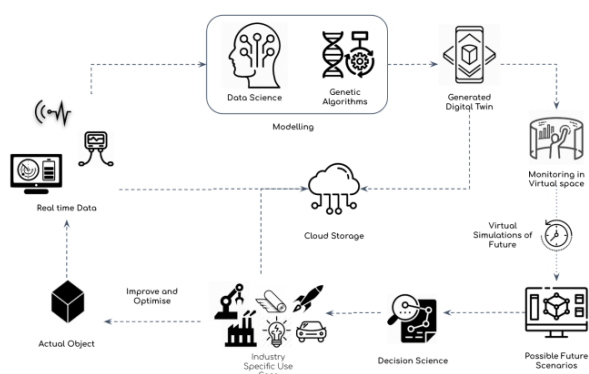 Data Science
Genetic
Algorithms
Modelling
Generated
Digital Twin
Monitoring in
Virtual space
Real time Data
Cloud Storage
Virtual
Simulations of
Future
Improve and
Optimise
Actual Object
Industry
Specific Use
Decision Science
Possible Future
Scenarios